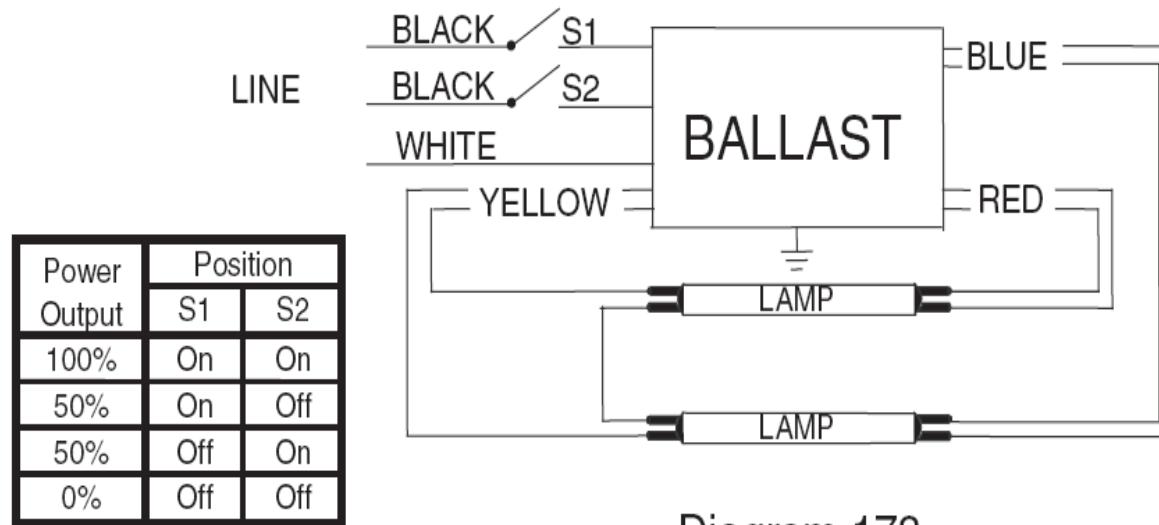 BLACK S1
BLUE
LINE
BLACK S2
BALLAST
WHITE
YELLOW
RED
Power Output Position
S1 S2
100% On On
50% On Off
50% Off On
0% Off Off
LAMP
LAMP